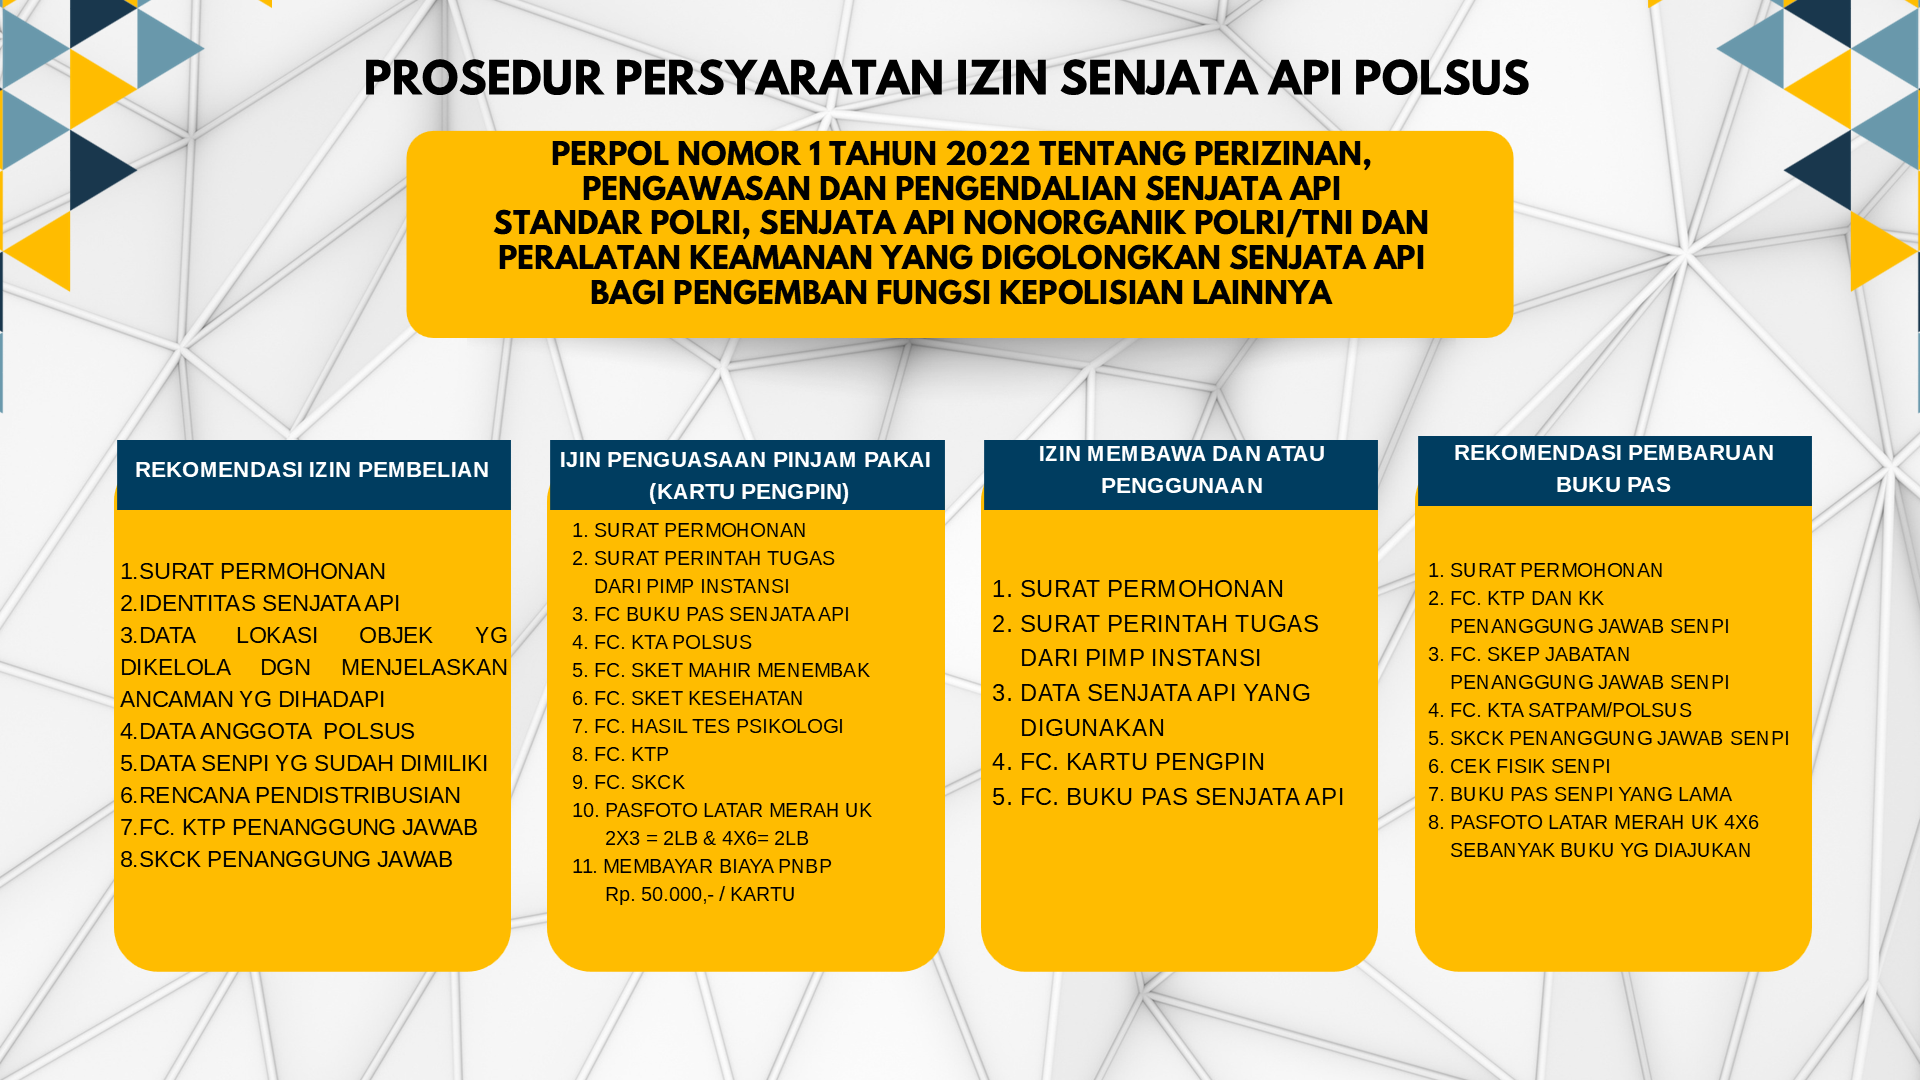 PROSEDUR PERSYARATAN IZIN SENJATA API POLSUS
PERPOL NOMOR 1 TAHUN 2022 TENTANG PERIZINAN,
PENGAWASAN DAN PENGENDALIAN SENJATA API
STANDAR POLRI, SENJATA API NONORGANIK POLRI/TNI DAN
PERALATAN KEAMANAN YANG DIGOLONGKAN SENJATA API
BAGI PENGEMBAN FUNGSI KEPOLISIAN LAINNYA
REKOMENDASI IZIN PEMBELIAN
1.SURAT PERMOHONAN
2.IDENTITAS SENJATA API
3.DATA LOKASI OBJEK YG
DIKELOLA DGN MENJELASKAN
ANCAMAN YG DIHADAPI
4.DATA ANGGOTA POLSUS
5.DATA SENPI YG SUDAH DIMILIKI
6.RENCANA PENDISTRIBUSIAN
7.FC. KTP PENANGGUNG JAWAB
8.SKCK PENANGGUNG JAWAB
IJIN PENGUASAAN PINJAM PAKAI
(KARTU PENGPIN)
1. SURAT PERMOHONAN
2. SURAT PERINTAH TUGAS
DARI PIMP INSTANSI
3. FC BUKU PAS SENJATA API
4. FC. KTA POLSUS
5. FC. SKET MAHIR MENEMBAK
6. FC. SKET KESEHATAN
7. FC. HASIL TES PSIKOLOGI
8. FC. KTP
9. FC. SKCK
10. PASFOTO LATAR MERAH UK
2X3 = 2LB & 4X6= 2LB
11. MEMBAYAR BIAYA PNBP
Rp. 50.000,- / KARTU
IZIN MEMBAWA DAN ATAU
PENGGUNAAN
1. SURAT PERMOHONAN
2. SURAT PERINTAH TUGAS
DARI PIMP INSTANSI
3. DATA SENJATA API YANG
DIGUNAKAN
4. FC. KARTU PENGPIN
5. FC. BUKU PAS SENJATA API
REKOMENDASI PEMBARUAN
BUKU PAS
1. SURAT PERMOHONAN
2. FC. KTP DAN KK
PENANGGUNG JAWAB SENPI
3. FC. SKEP JABATAN
PENANGGUNG JAWAB SENPI
4. FC. KTA SATPAM/POLSUS
5. SKCK PENANGGUNG JAWAB SENPI
6. CEK FISIK SENPI
7. BUKU PAS SENPI YANG LAMA
8. PASFOTO LATAR MERAH UK 4X6
SEBANYAK BUKU YG DIAJUKAN